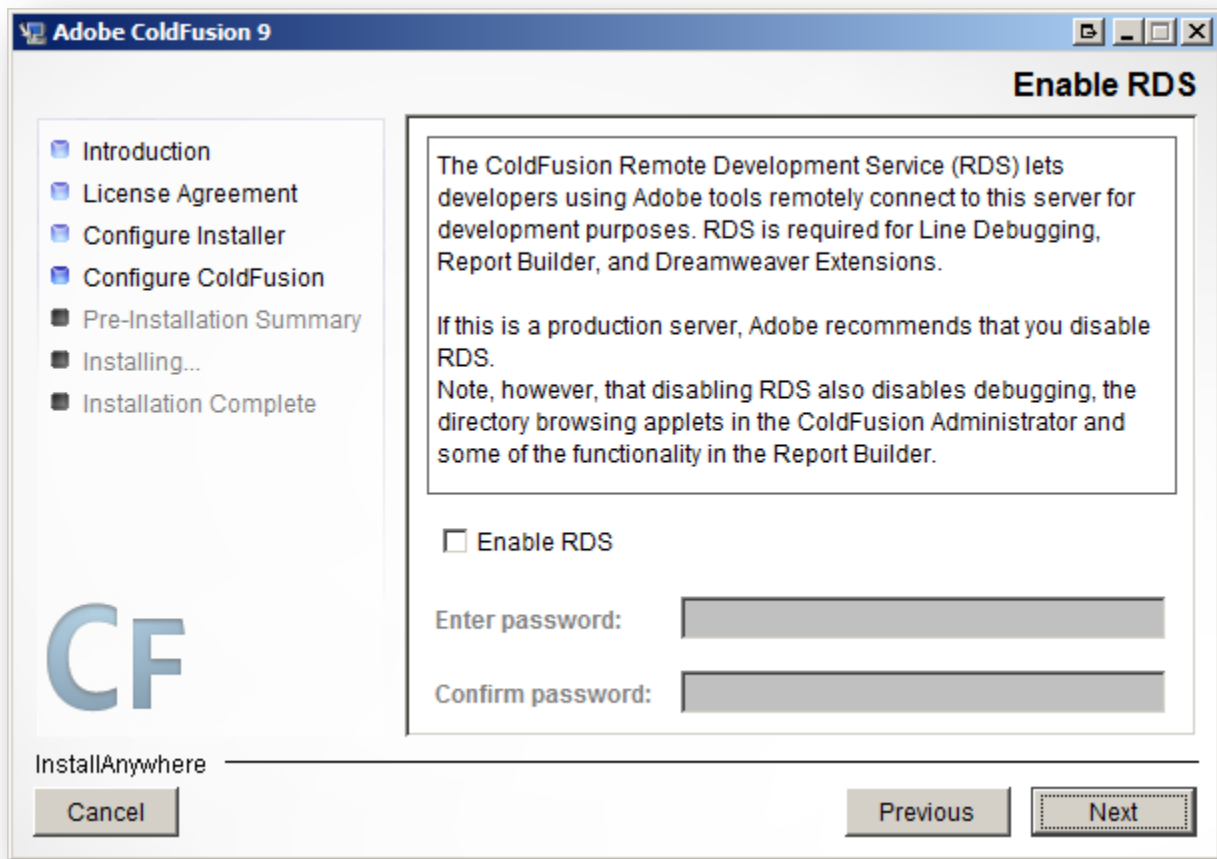 Adobe ColdFusion 9
Enable RDS
Introduction
License Agreement
Configure Installer
Configure ColdFusion
Pre-Installation Summary
Installing...
Installation Complete
CF
The ColdFusion Remote Development Service (RDS) lets
developers using Adobe tools remotely connect to this server for
development purposes. RDS is required for Line Debugging,
Report Builder, and Dreamweaver Extensions.
If this is a production server, Adobe recommends that you disable
RDS.
Note, however, that disabling RDS also disables debugging, the
directory browsing applets in the ColdFusion Administrator and
some of the functionality in the Report Builder.
Enable RDS
Enter password:
Confirm password:
InstallAnywhere
Cancel
Previous
Next